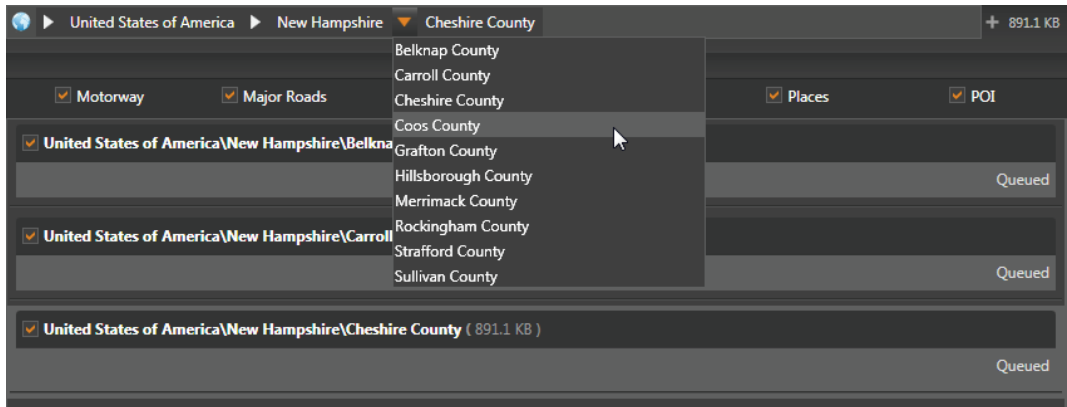 United States of America New Hampshire Cheshire County + 891.1 KB
Belknap County
Carroll County
Cheshire County
Coos County
Grafton County
Hillsborough County
Merrimack County
Rockingham County
Strafford County
Sullivan County
Motorway Major Roads Places POI
United States of America\New Hampshire\Belkna
Queued
United States of America\New Hampshire\Carroll
Queued
United States of America\New Hampshire\Cheshire County ( 891.1 KB )
Queued